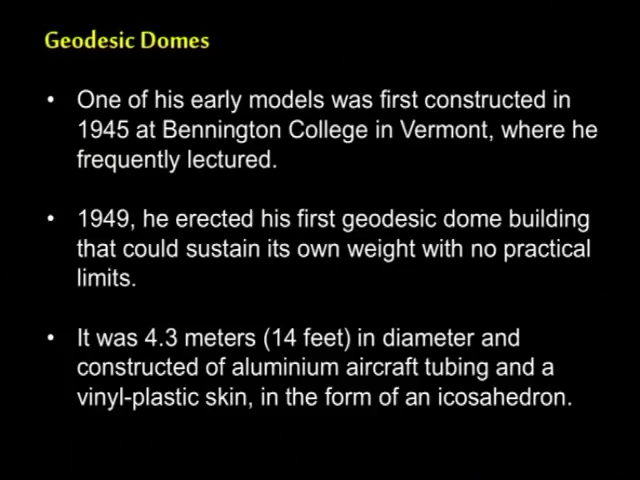 Geodesic Domes
• One of his early models was first constructed in
1945 at Bennington College in Vermont, where he
frequently lectured.
• 1949, he erected his first geodesic dome building
that could sustain its own weight with no practical
limits.
• It was 4.3 meters (14 feet) in diameter and
constructed of aluminium aircraft tubing and a
vinyl-plastic skin, in the form of an icosahedron.